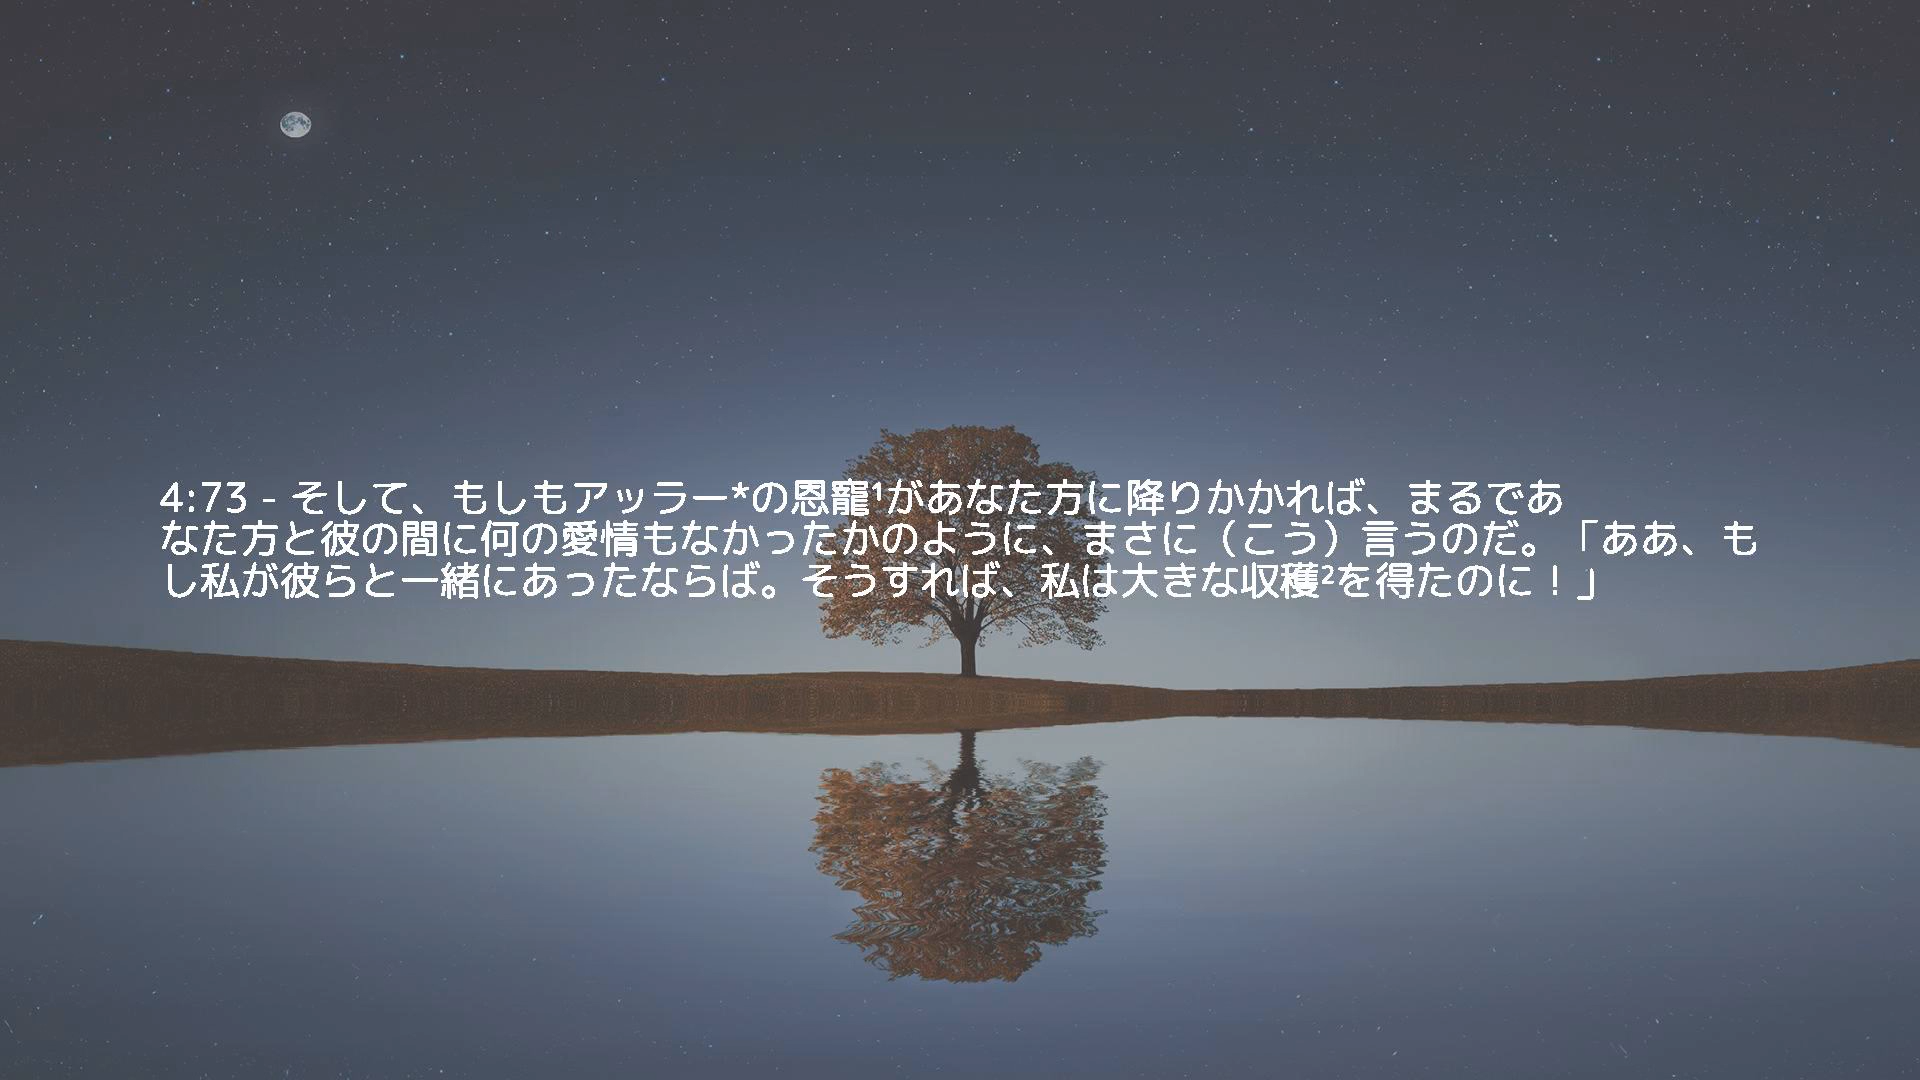 4:73 - そして、もしもアッラー*の恩寵¹があなた方に降りかかれば、まるであ
なた方と彼の間に何の愛情もなかったかのように、まさに（こう）言うのだ。「ああ、も
し私が彼らと一緒にあったならば。そうすれば、私は大きな収穫²を得たのに！」